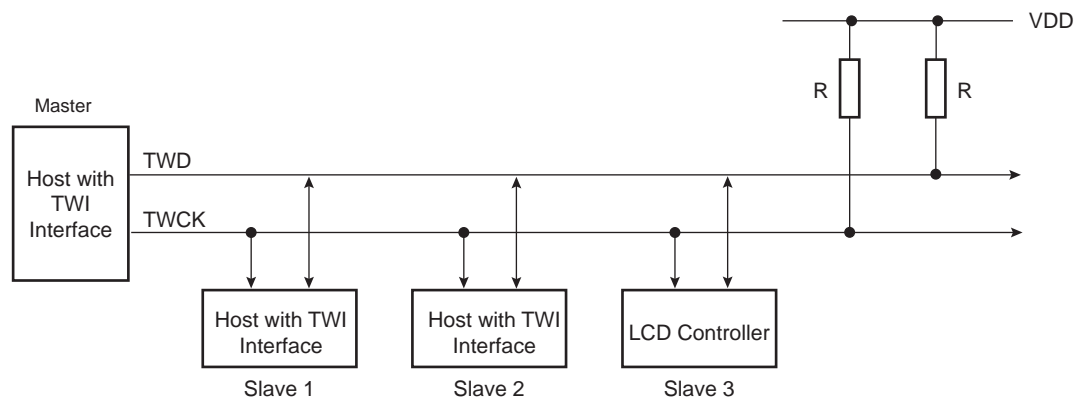 VDD
R
R
Master
Host with
TWI
Interface
TWD
TWCK
Host with TWI
Interface
Slave 1
Host with TWI
Interface
Slave 2
LCD Controller
Slave 3